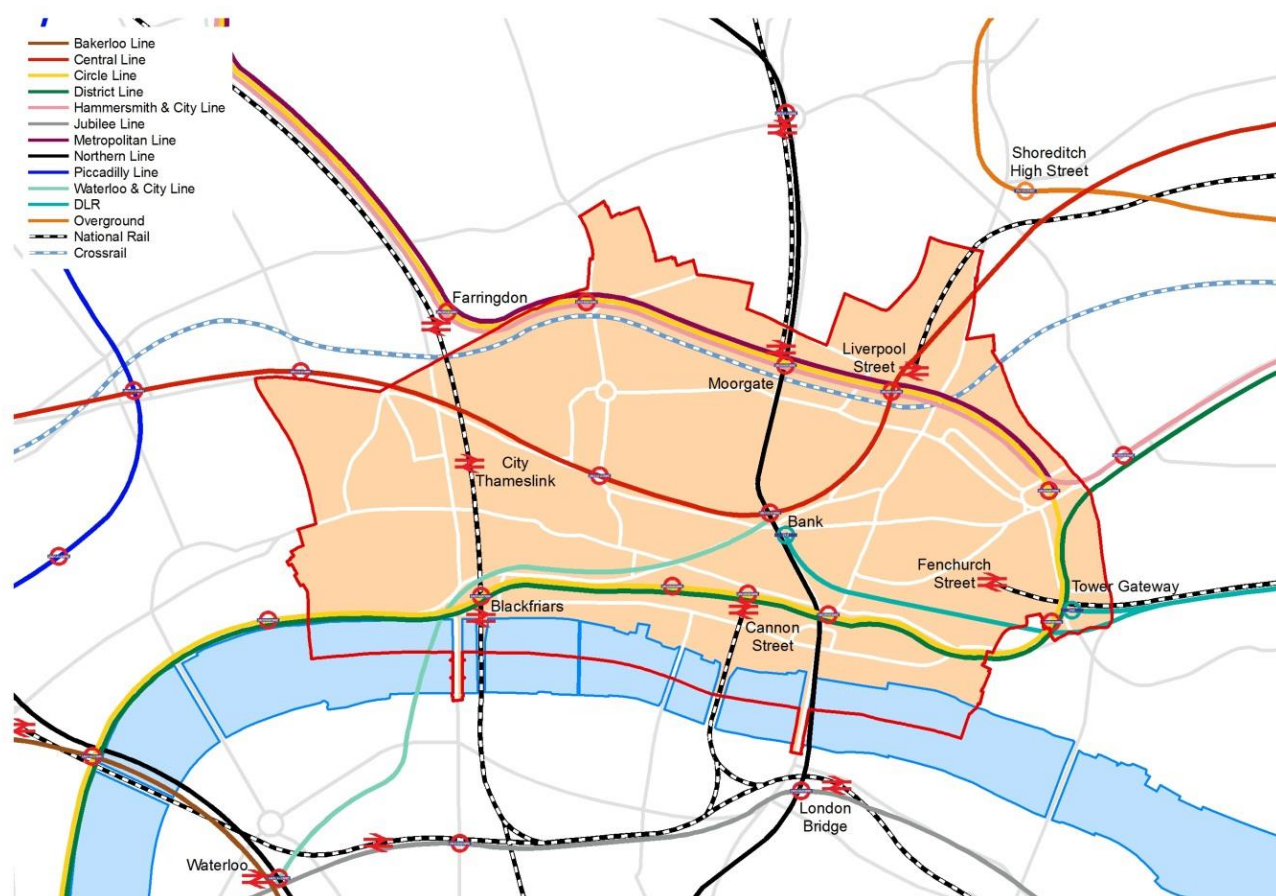 Bakerloo Line
Central Line
Circle Line
District Line
Hammersmith & City Line
Jubilee Line
Metropolitan Line
Northern Line
Piccadilly Line
Waterloo & City Line
DLR
Overground
National Rail
Crossrail
Shoreditch
High Street
Farringdon
Liverpool
Street
Moorgate
City
Thameslink
Bank
Fenchurch
Street
Tower Gateway
Blackfriars
Cannon
Street
London
Bridge
Waterloo